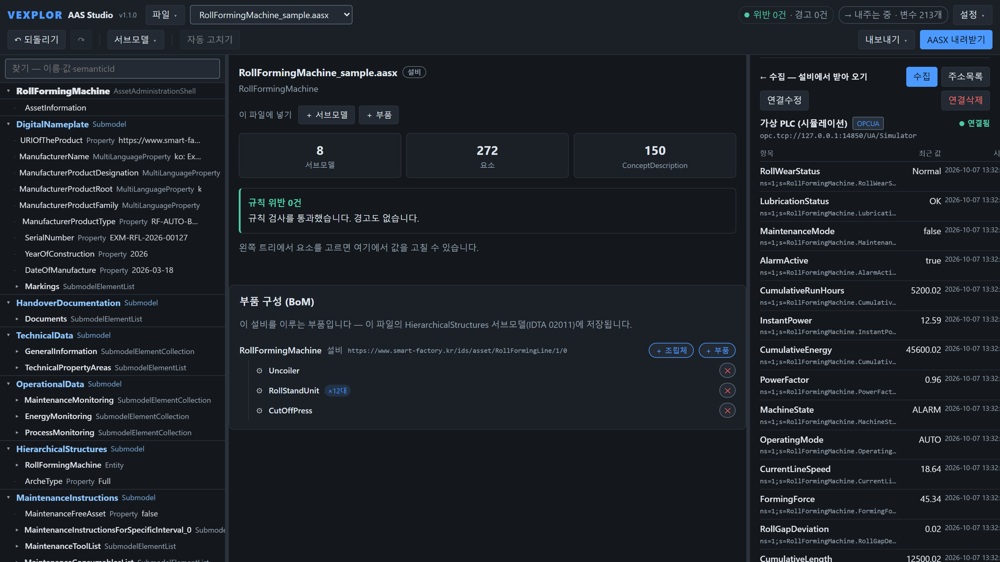 VEXPLOR AAS Studio v1.1.0 파일 ▾ RollFormingMachine_sample.aasx 위반 0건 · 경고 0건 → 내주는 중 · 변수 213개 설정 ▾
↶ 되돌리기 ↷ 서브모델 ▾ 자동 고치기 내보내기 ▾ AASX 내려받기
찾기 — 이름·값·semanticId
RollFormingMachine AssetAdministrationShell
AssetInformation
DigitalNameplate Submodel
URIOfTheProduct Property https://www.smart-fa...
ManufacturerName MultiLanguageProperty ko: Ex...
ManufacturerProductDesignation MultiLanguageProperty
ManufacturerProductRoot MultiLanguageProperty k
ManufacturerProductFamily MultiLanguageProperty
ManufacturerProductType Property RF-AUTO-B...
SerialNumber Property EXM-RFL-2026-00127
YearOfConstruction Property 2026
DateOfManufacture Property 2026-03-18
Markings SubmodelElementList
HandoverDocumentation Submodel
Documents SubmodelElementList
TechnicalData Submodel
GeneralInformation SubmodelElementCollection
TechnicalPropertyAreas SubmodelElementList
OperationalData Submodel
MaintenanceMonitoring SubmodelElementCollection
EnergyMonitoring SubmodelElementCollection
ProcessMonitoring SubmodelElementCollection
HierarchicalStructures Submodel
RollFormingMachine Entity
ArcheType Property Full
MaintenanceInstructions Submodel
MaintenanceFreeAsset Property false
MaintenanceInstructionsForSpecificInterval_0 Submode
MaintenanceToolList SubmodelElementList
MaintenanceConsumablesList SubmodelElementList
RollFormingMachine_sample.aasx 설비
RollFormingMachine
이 파일에 넣기 + 서브모델 + 부품
8 272 150
서브모델 요소 ConceptDescription
규칙 위반 0건
규칙 검사를 통과했습니다. 경고도 없습니다.
왼쪽 트리에서 요소를 고르면 여기에서 값을 고칠 수 있습니다.
부품 구성 (BoM)
이 설비를 이루는 부품입니다 — 이 파일의 HierarchicalStructures 서브모델(IDTA 02011)에 저장됩니다.
RollFormingMachine 설비 https://www.smart-factory.kr/ids/asset/RollFormingLine/1/0 + 조립체 + 부품
Uncoiler
RollStandUnit ×12대
CutOffPress
← 수집 — 설비에서 받아 오기 수집 주소목록
연결수정 연결삭제
가상 PLC (시뮬레이션) OPCUA 연결됨
opc.tcp://127.0.0.1:14850/UA/Simulator
항목 최근 값 시
RollWearStatus Normal 2026-10-07 13:32:
ns=1;s=RollFormingMachine.RollWearS...
LubricationStatus OK 2026-10-07 13:32:
ns=1;s=RollFormingMachine.Lubricati...
MaintenanceMode false 2026-10-07 13:32:
ns=1;s=RollFormingMachine.Maintenan...
AlarmActive true 2026-10-07 13:32:
ns=1;s=RollFormingMachine.AlarmActi...
CumulativeRunHours 5200.02 2026-10-07 13:32:
ns=1;s=RollFormingMachine.Cumulativ...
InstantPower 12.59 2026-10-07 13:32:
ns=1;s=RollFormingMachine.InstantPo...
CumulativeEnergy 45600.02 2026-10-07 13:32:
ns=1;s=RollFormingMachine.Cumulativ...
PowerFactor 0.96 2026-10-07 13:32:
ns=1;s=RollFormingMachine.PowerFact...
MachineState ALARM 2026-10-07 13:32:
ns=1;s=RollFormingMachine.MachineSt...
OperatingMode AUTO 2026-10-07 13:32:
ns=1;s=RollFormingMachine.Operating...
CurrentLineSpeed 18.64 2026-10-07 13:32:
ns=1;s=RollFormingMachine.CurrentLi...
FormingForce 45.34 2026-10-07 13:32:
ns=1;s=RollFormingMachine.FormingFo...
RollGapDeviation 0.02 2026-10-07 13:32:
ns=1;s=RollFormingMachine.RollGapDe...
CumulativeLength 12500.02 2026-10-07 13:32: